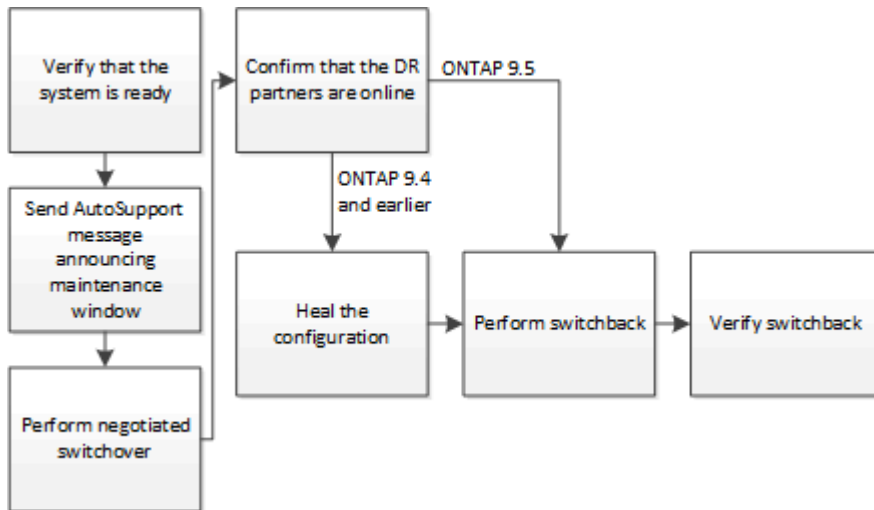 Verify that the
system is ready
Send AutoSupport
message
announcing
maintenance
window
Perform negotiated
switchover
Confirm that the DR
partners are online
ONTAP 9.5
ONTAP 9.4
and earlier
Heal the
configuration
Perform switchback
Verify switchback